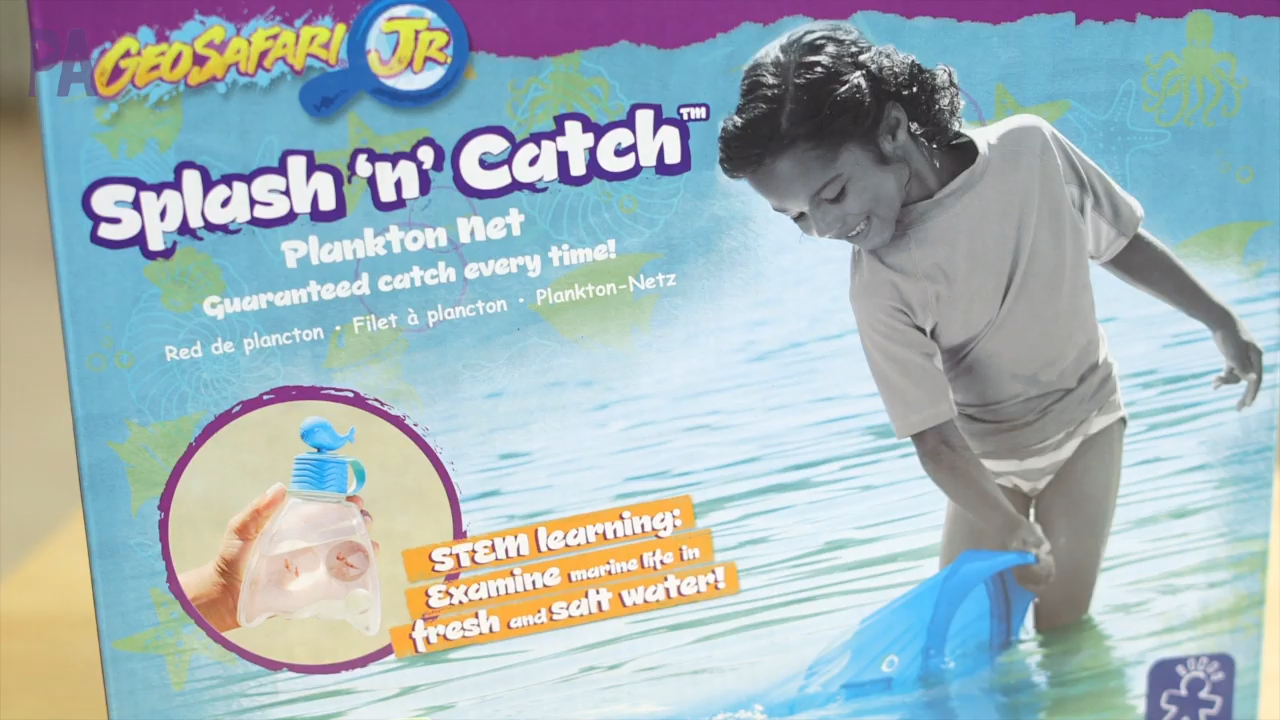 PA
GEOSAFARI JR.
Splash 'n' Catch™
Plankton Net
Guaranteed catch every time!
Red de plancton · Filet à plancton · Plankton-Netz
STEM learning:
Examine marine life in
fresh and salt water!